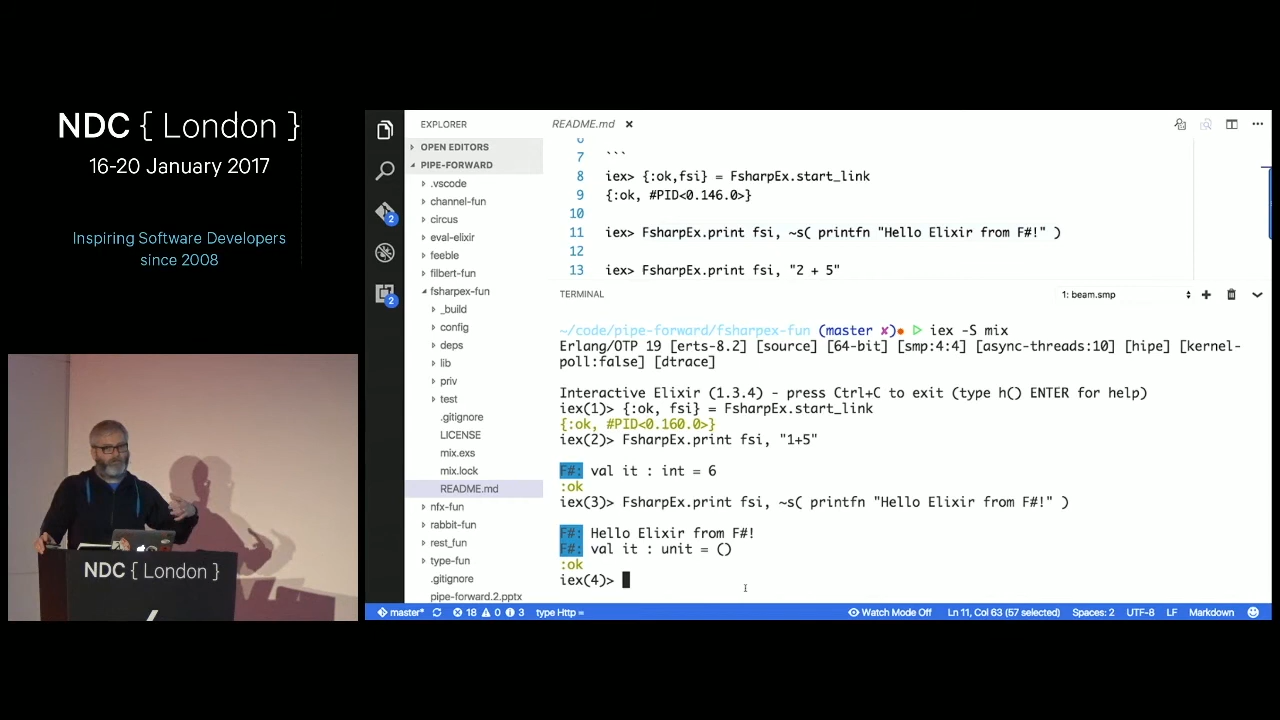 NDC { London }
16-20 January 2017
Inspiring Software Developers
since 2008
NDC { London }
EXPLORER
OPEN EDITORS
PIPE-FORWARD
.vscode
channel-fun
circus
eval-elixir
feeble
filbert-fun
fsharpex-fun
_build
config
deps
lib
priv
test
.gitignore
LICENSE
mix.exs
mix.lock
README.md
nfx-fun
rabbit-fun
rest_fun
type-fun
.gitignore
pipe-forward.2.pptx
2
2
README.md ×
6
7 ```
8 iex> {:ok,fsi} = FsharpEx.start_link
9 {:ok, #PID<0.146.0>}
10
11 iex> FsharpEx.print fsi, ~s( printfn "Hello Elixir from F#!" )
12
13 iex> FsharpEx.print fsi, "2 + 5"
TERMINAL 1: beam.smp
~/code/pipe-forward/fsharpex-fun (master ✘)● ▷ iex -S mix
Erlang/OTP 19 [erts-8.2] [source] [64-bit] [smp:4:4] [async-threads:10] [hipe] [kernel-
poll:false] [dtrace]
Interactive Elixir (1.3.4) - press Ctrl+C to exit (type h() ENTER for help)
iex(1)> {:ok, fsi} = FsharpEx.start_link
{:ok, #PID<0.160.0>}
iex(2)> FsharpEx.print fsi, "1+5"
F#: val it : int = 6
:ok
iex(3)> FsharpEx.print fsi, ~s( printfn "Hello Elixir from F#!" )
F#: Hello Elixir from F#!
F#: val it : unit = ()
:ok
iex(4)>
master* 18 0 3 type Http = Watch Mode Off Ln 11, Col 63 (57 selected) Spaces: 2 UTF-8 LF Markdown